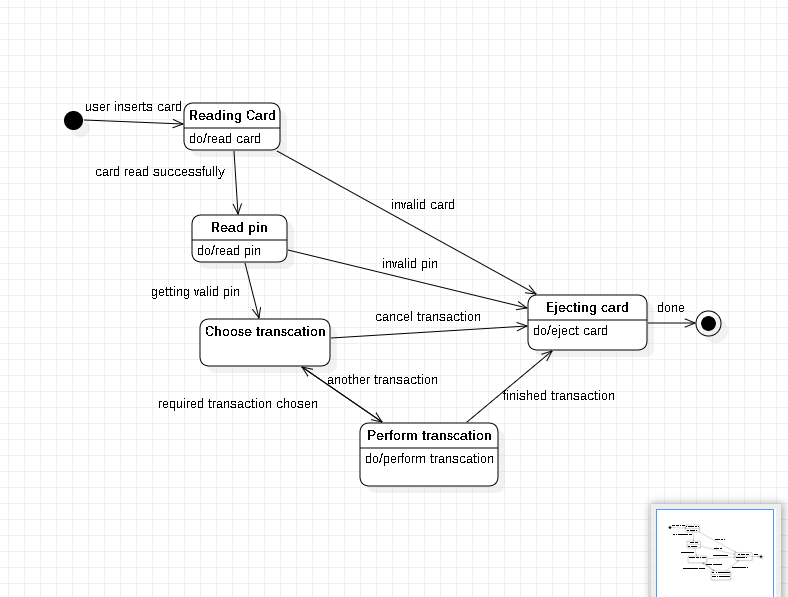 user inserts card
Reading Card
do/read card
card read successfully
invalid card
Read pin
do/read pin
invalid pin
getting valid pin
Ejecting card
do/eject card
done
cancel transaction
Choose transcation
another transaction
required transaction chosen
finished transaction
Perform transcation
do/perform transcation